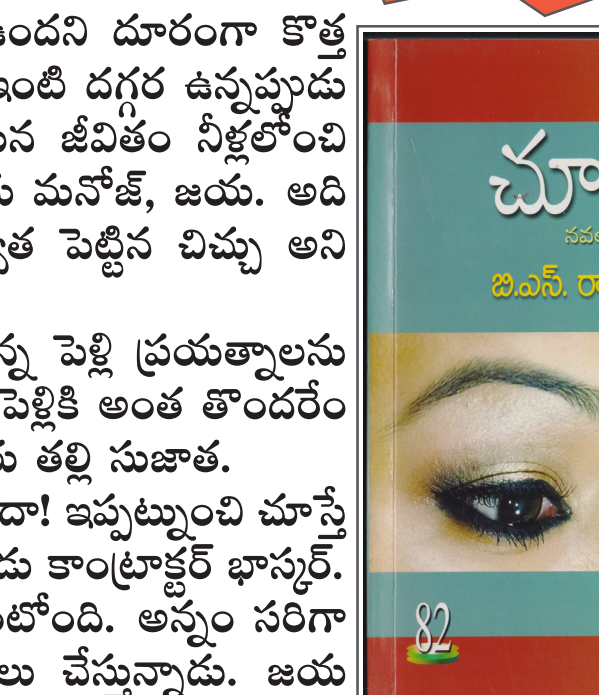 ఉందని దూరంగా కొత్త
ఇంటి దగ్గర ఉన్నప్పుడు
జీవితం నీళ్లలోంచి
మనోజ్, జయ. అది
పెట్టిన చిచ్చు అని
పెళ్లి ప్రయత్నాలను
పెళ్లికి అంత తొందరేం
తల్లి సుజాత.
ఇప్పట్నుంచి చూస్తే
కాంట్రాక్టర్ భాస్కర్.
అన్నం సరిగా
చేస్తున్నాడు. జయ
చూ
నవల
బి.ఎస్. రా
82